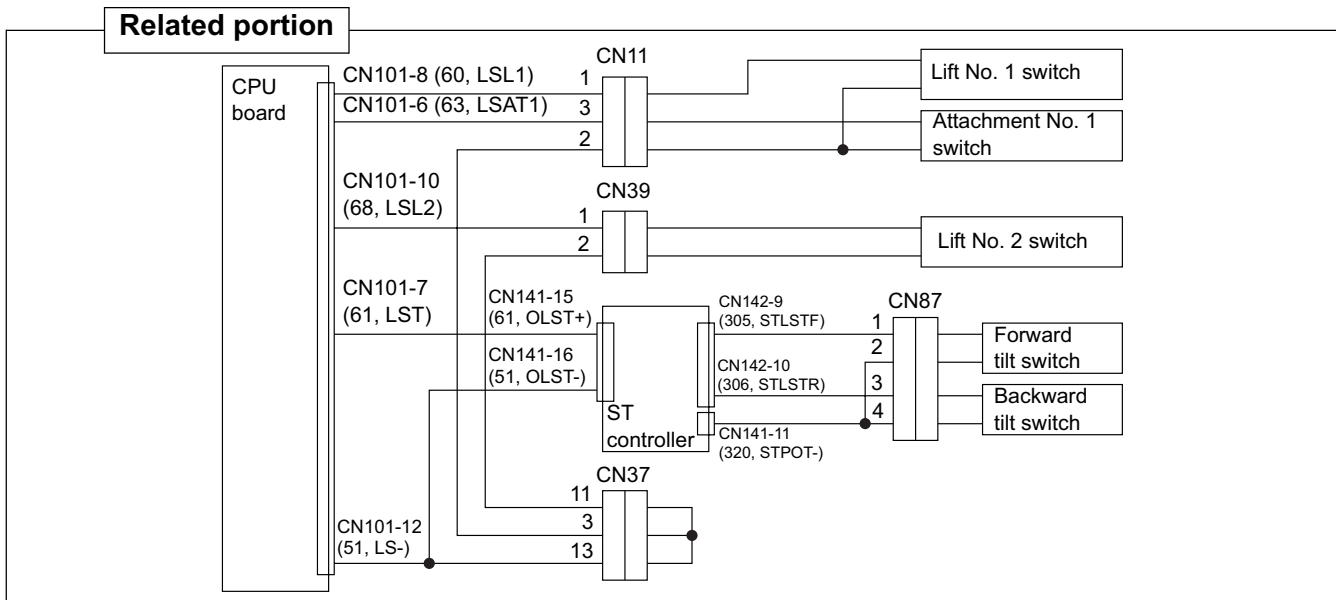 Related portion
CPU
board
CN101-8 (60, LSL1)
CN101-6 (63, LSAT1)
CN11
1
3
2
Lift No. 1 switch
Attachment No. 1
switch
CN101-10
(68, LSL2)
CN39
1
2
Lift No. 2 switch
CN101-7
(61, LST)
CN141-15
(61, OLST+)
CN141-16
(51, OLST-)
ST
controller
CN142-9
(305, STLSTF)
CN142-10
(306, STLSTR)
CN141-11
(320, STPOT-)
CN87
1
2
3
4
Forward
tilt switch
Backward
tilt switch
CN101-12
(51, LS-)
CN37
11
3
13